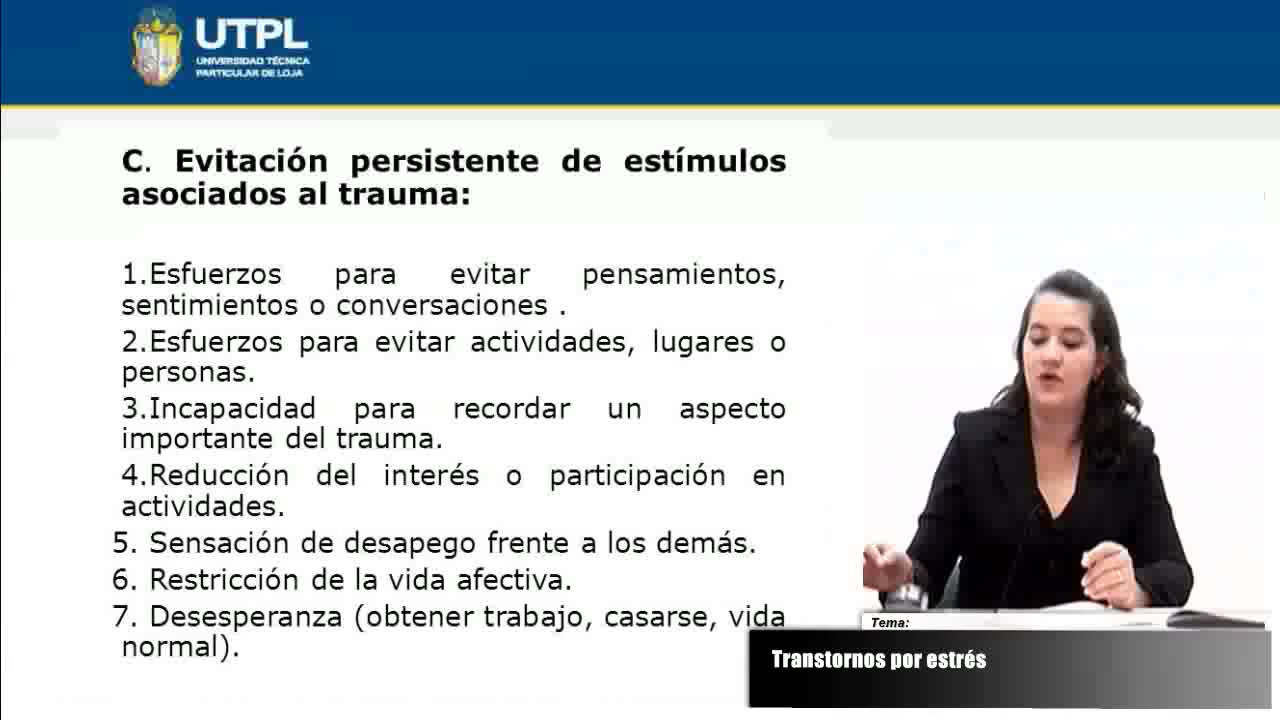 UTPL
UNIVERSIDAD TÉCNICA
PARTICULAR DE LOJA
C. Evitación persistente de estímulos
asociados al trauma:
1.Esfuerzos para evitar pensamientos,
sentimientos o conversaciones .
2.Esfuerzos para evitar actividades, lugares o
personas.
3.Incapacidad para recordar un aspecto
importante del trauma.
4.Reducción del interés o participación en
actividades.
5. Sensación de desapego frente a los demás.
6. Restricción de la vida afectiva.
7. Desesperanza (obtener trabajo, casarse, vida
normal).
Tema:
Transtornos por estrés